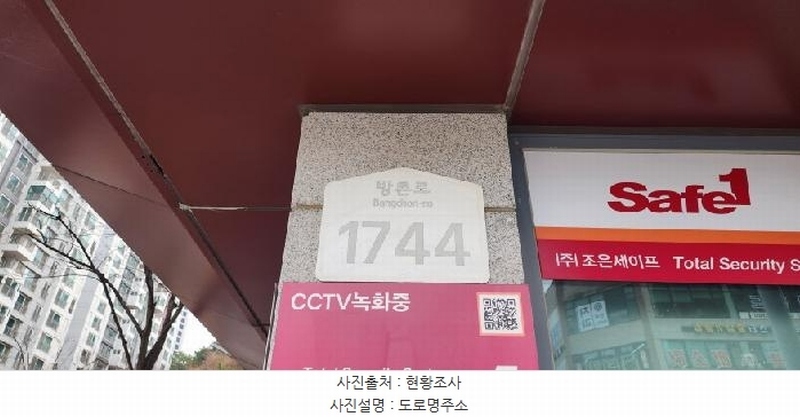 방촌로
Bangchon-ro
1744
CCTV녹화중
Safe1
(주)조은세이프 Total Security S
사진출처 : 현황조사
사진설명 : 도로명주소